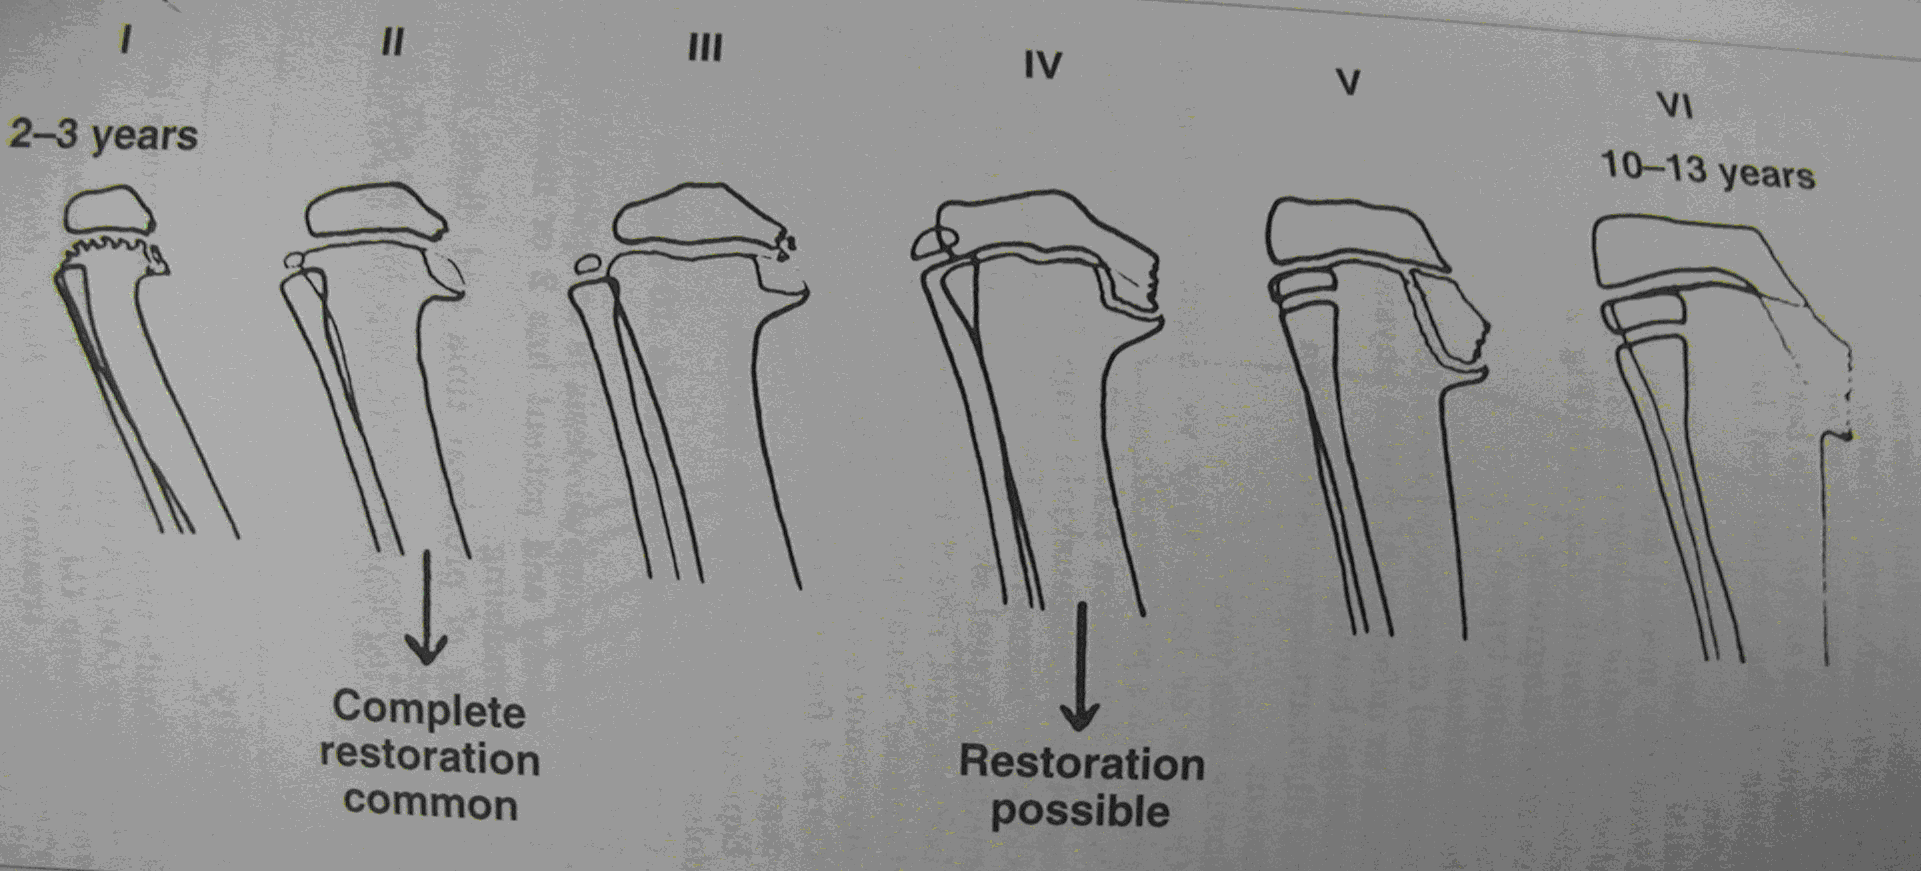 I
II
III
IV
V
VI
2–3 years
10–13 years
Complete
restoration
common
Restoration
possible